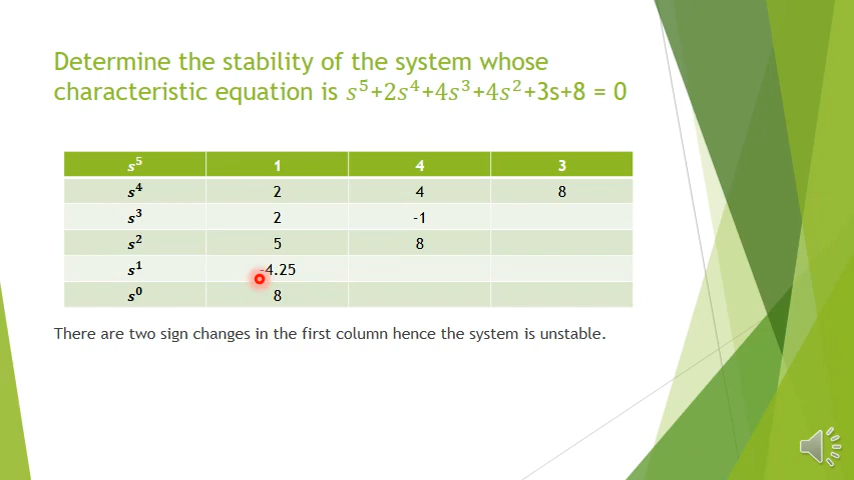 Determine the stability of the system whose
characteristic equation is s⁵+2s⁴+4s³+4s²+3s+8 = 0
s⁵ 1 4 3
s⁴ 2 4 8
s³ 2 -1
s² 5 8
s¹ -4.25
s⁰ 8
There are two sign changes in the first column hence the system is unstable.